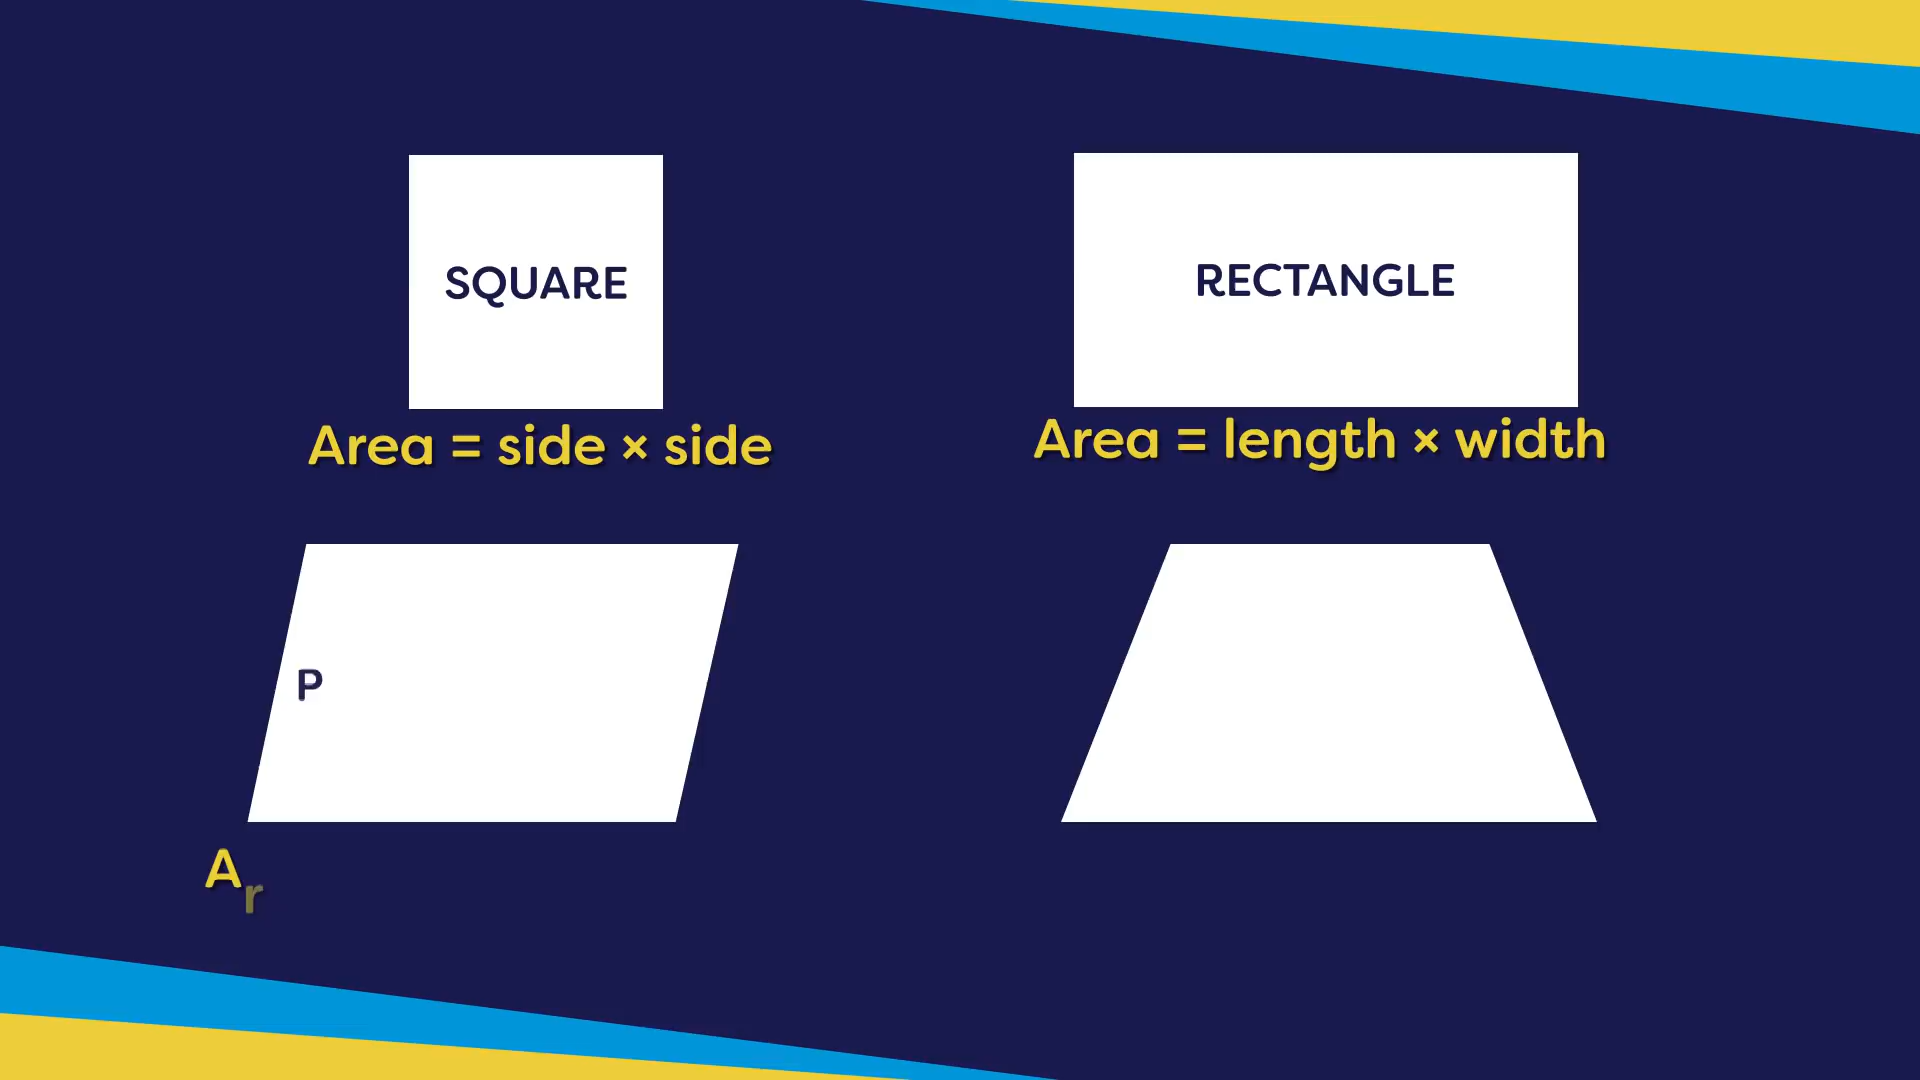 SQUARE
RECTANGLE
Area = side × side
Area = length × width
P
Ar